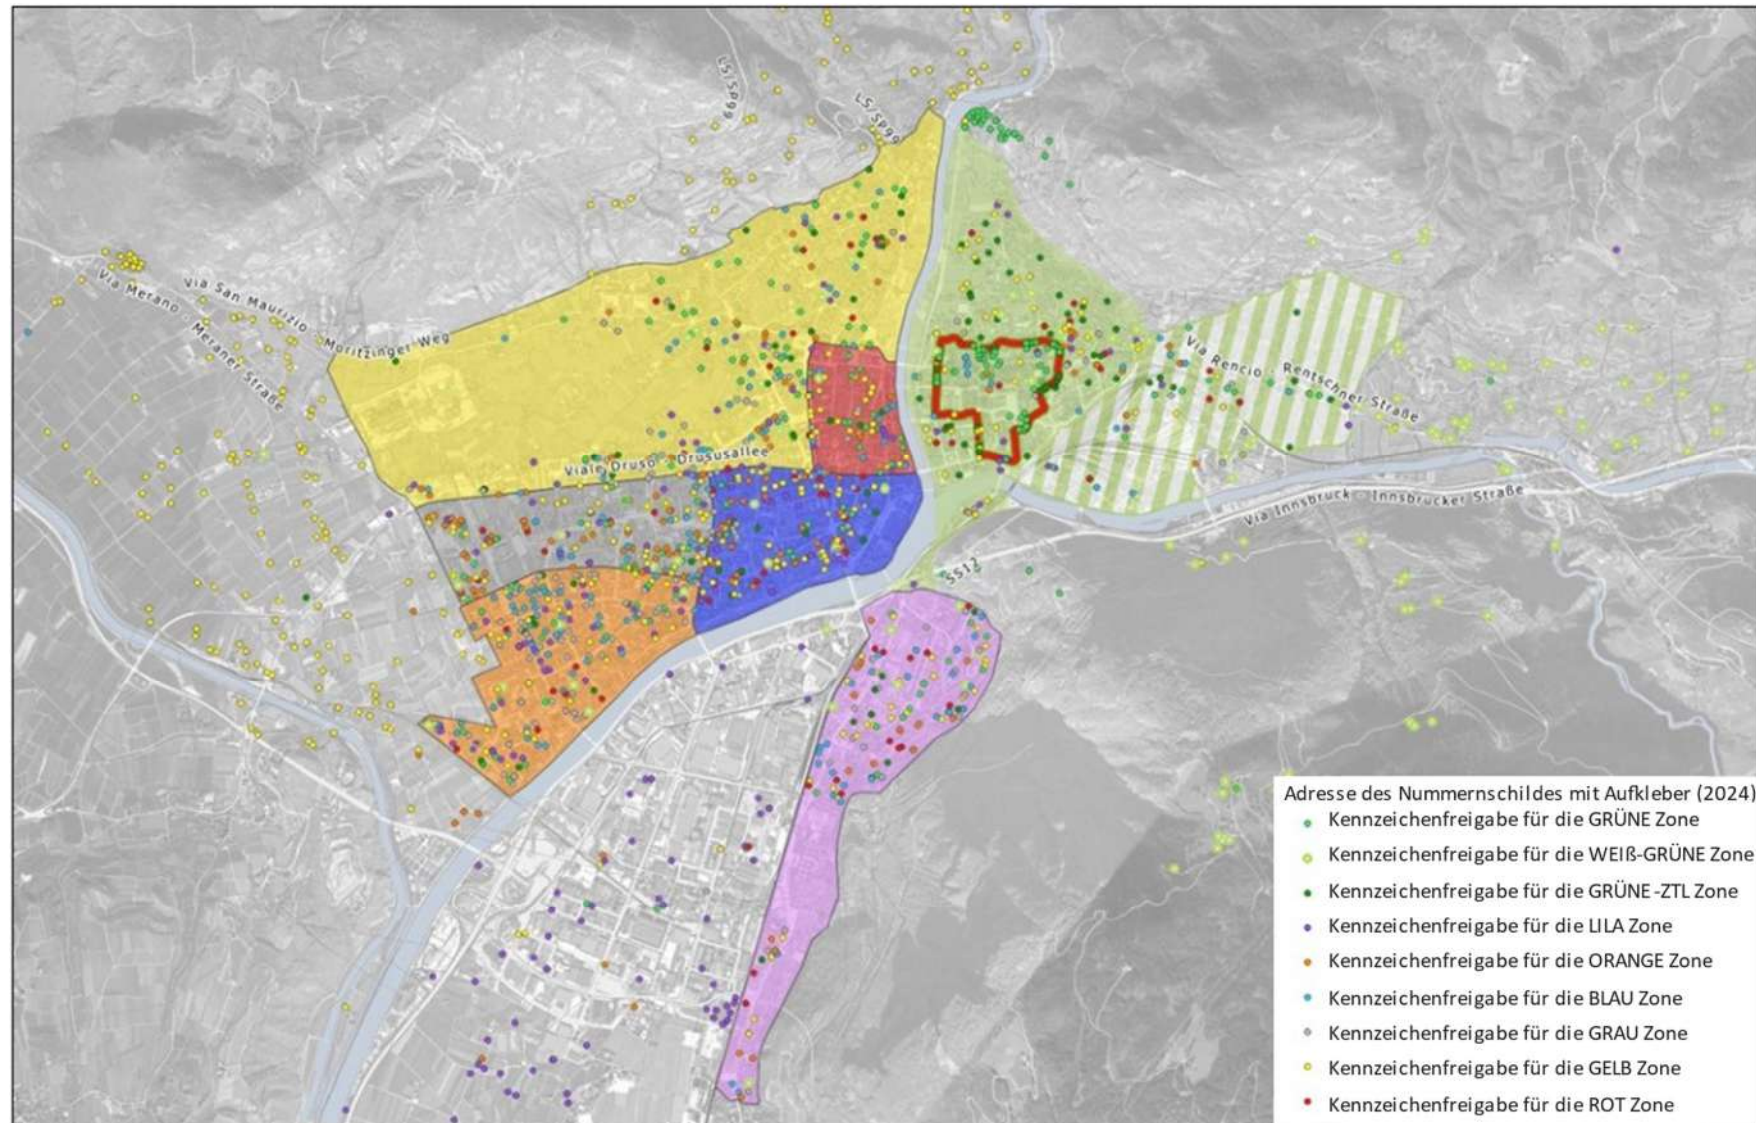 LS/SP99
LS/SP99
Via San Maurizio - Moritzinger Weg
Via Merano - Meraner Straße
Via Rencio - Rentschner Straße
Viale Druso - Drususallee
Via Innsbruck - Innsbrucker Straße
SS12
Adresse des Nummernschildes mit Aufkleber (2024)
Kennzeichenfreigabe für die GRÜNE Zone
Kennzeichenfreigabe für die WEIß-GRÜNE Zone
Kennzeichenfreigabe für die GRÜNE -ZTL Zone
Kennzeichenfreigabe für die LILA Zone
Kennzeichenfreigabe für die ORANGE Zone
Kennzeichenfreigabe für die BLAU Zone
Kennzeichenfreigabe für die GRAU Zone
Kennzeichenfreigabe für die GELB Zone
Kennzeichenfreigabe für die ROT Zone